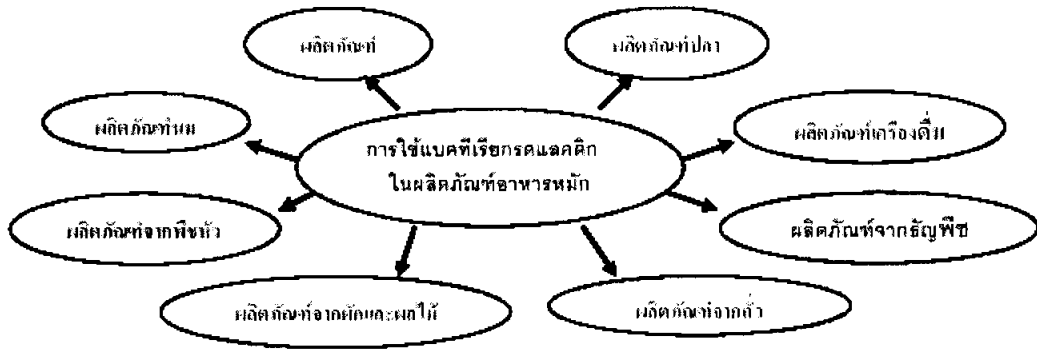 ผลิตภัณฑ์
ผลิตภัณฑ์ปลา
ผลิตภัณฑ์นม
ผลิตภัณฑ์เครื่องดื่ม
การใช้แบคทีเรียกรดแลคติก
ในผลิตภัณฑ์อาหารหมัก
ผลิตภัณฑ์จากพืชหัว
ผลิตภัณฑ์จากธัญพืช
ผลิตภัณฑ์จากผักและผลไม้
ผลิตภัณฑ์จากถั่ว